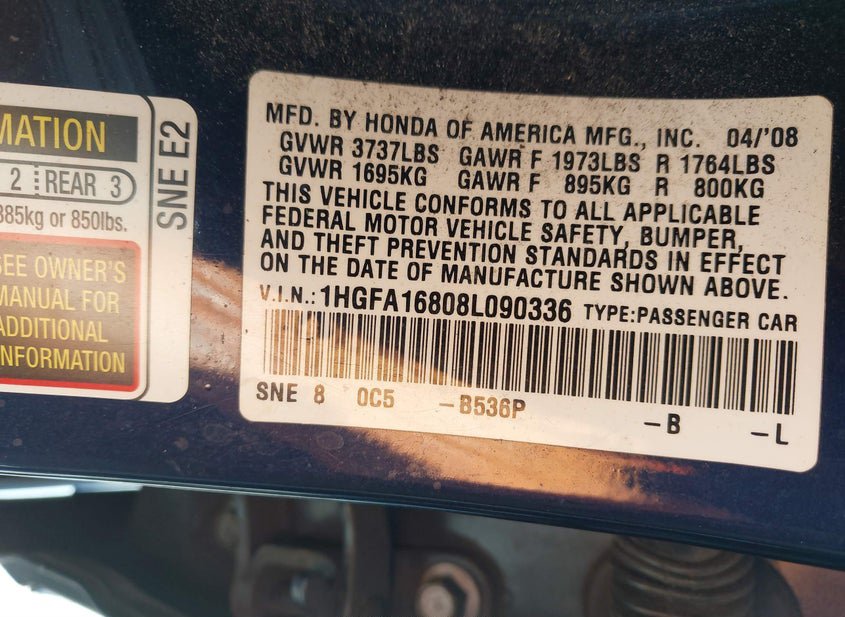 MATION
2 REAR 3
385kg or 850lbs.
SEE OWNER'S
MANUAL FOR
ADDITIONAL
INFORMATION
SNE E2
MFD. BY HONDA OF AMERICA MFG., INC. 04/'08
GVWR 3737LBS GAWR F 1973LBS R 1764LBS
GVWR 1695KG GAWR F 895KG R 800KG
THIS VEHICLE CONFORMS TO ALL APPLICABLE
FEDERAL MOTOR VEHICLE SAFETY, BUMPER,
AND THEFT PREVENTION STANDARDS IN EFFECT
ON THE DATE OF MANUFACTURE SHOWN ABOVE.
V.I.N.: 1HGFA16808L090336 TYPE:PASSENGER CAR
SNE 8 0C5 -B536P -B -L